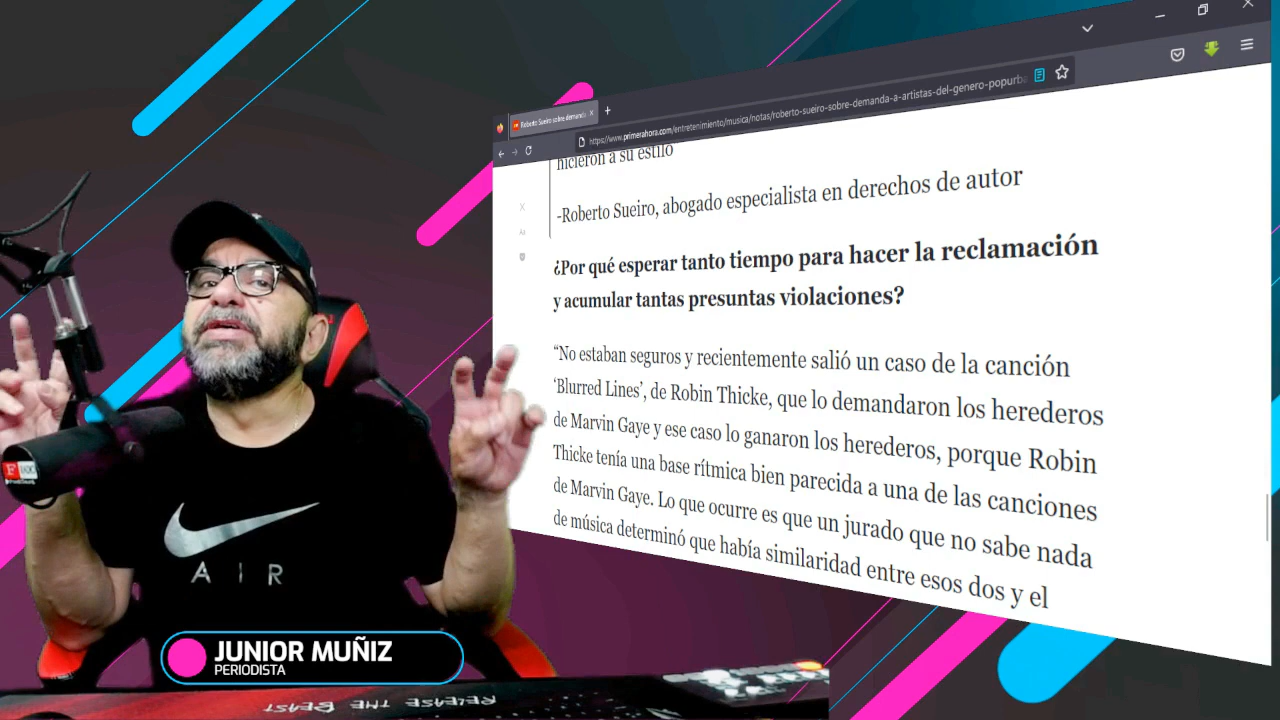 Roberto Sueiro sobre demanda
https://www.primerahora.com/entretenimiento/musica/notas/roberto-sueiro-sobre-demanda-a-artistas-del-genero-popurba
hicieron a su estilo
-Roberto Sueiro, abogado especialista en derechos de autor
¿Por qué esperar tanto tiempo para hacer la reclamación
y acumular tantas presuntas violaciones?
“No estaban seguros y recientemente salió un caso de la canción
‘Blurred Lines’, de Robin Thicke, que lo demandaron los herederos
de Marvin Gaye y ese caso lo ganaron los herederos, porque Robin
Thicke tenía una base rítmica bien parecida a una de las canciones
de Marvin Gaye. Lo que ocurre es que un jurado que no sabe nada
de música determinó que había similaridad entre esos dos y el
AIR
JUNIOR MUÑIZ
PERIODISTA
RELEASE THE BEAST